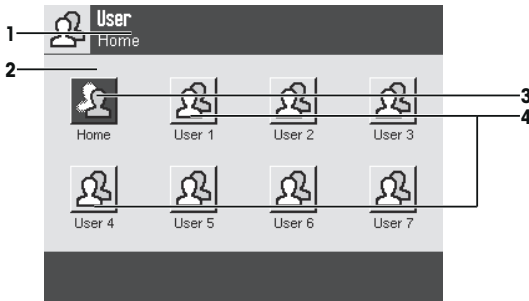 User
1
Home
2
3
4
Home
User 1
User 2
User 3
User 4
User 5
User 6
User 7